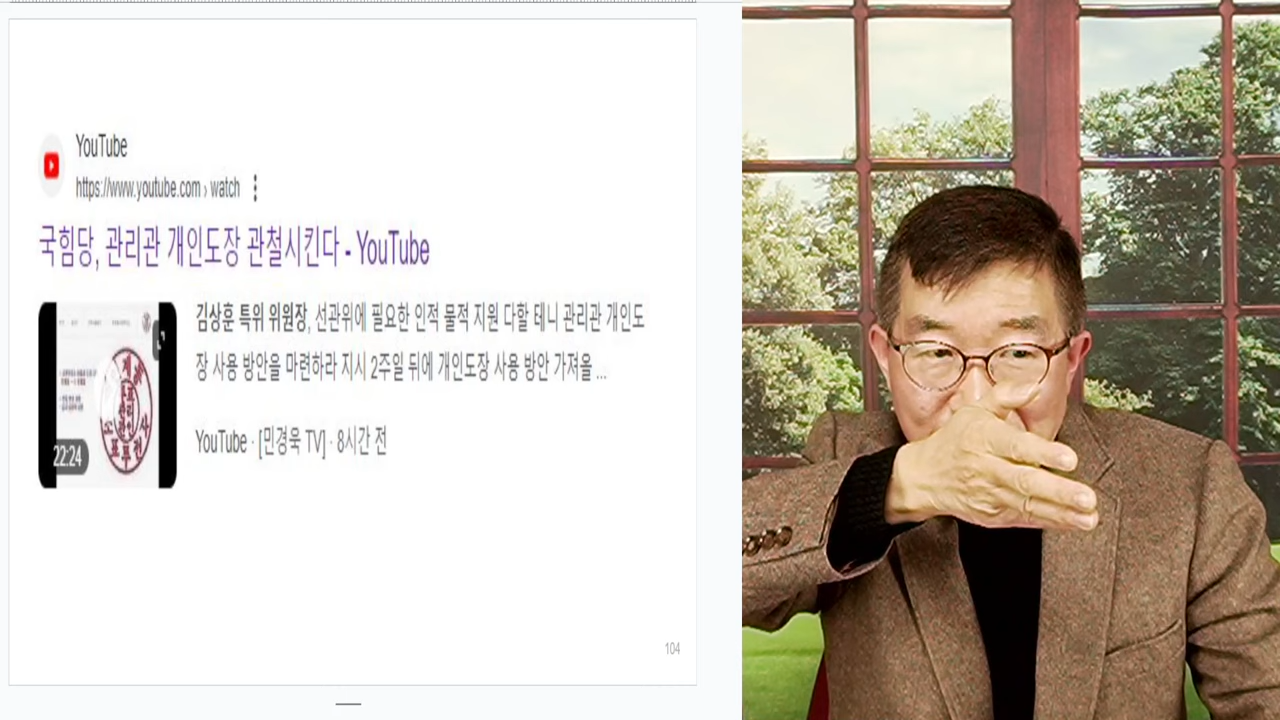 YouTube
https://www.youtube.com › watch
국힘당, 관리관 개인도장 관철시킨다 - YouTube
김상훈 특위 위원장, 선관위에 필요한 인적 물적 지원 다할 테니 관리관 개인도
장 사용 방안을 마련하라 지시 2주일 뒤에 개인도장 사용 방안 가져올 ...
22:24
YouTube · [민경욱 TV] · 8시간 전
104